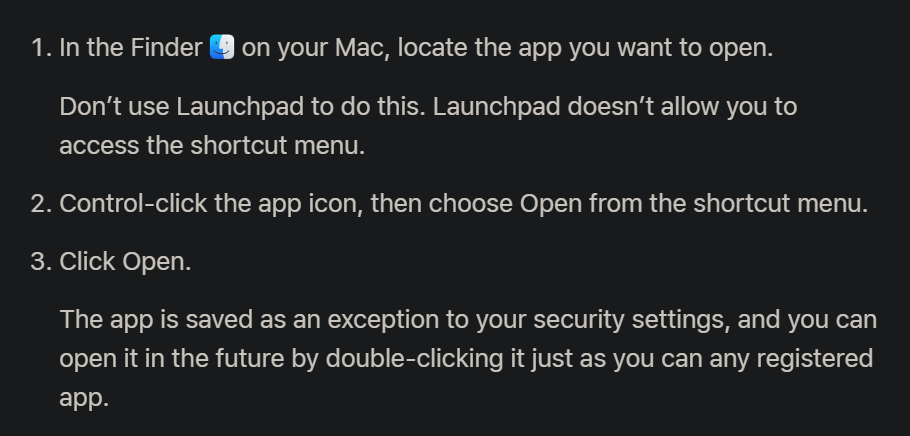 1. In the Finder on your Mac, locate the app you want to open.
Don’t use Launchpad to do this. Launchpad doesn’t allow you to
access the shortcut menu.
2. Control-click the app icon, then choose Open from the shortcut menu.
3. Click Open.
The app is saved as an exception to your security settings, and you can
open it in the future by double-clicking it just as you can any registered
app.